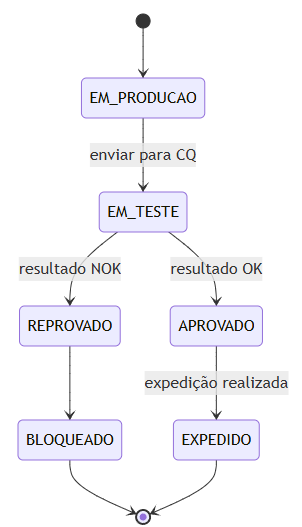 EM_PRODUCAO
enviar para CQ
EM_TESTE
resultado NOK
resultado OK
REPROVADO
APROVADO
expedição realizada
BLOQUEADO
EXPEDIDO